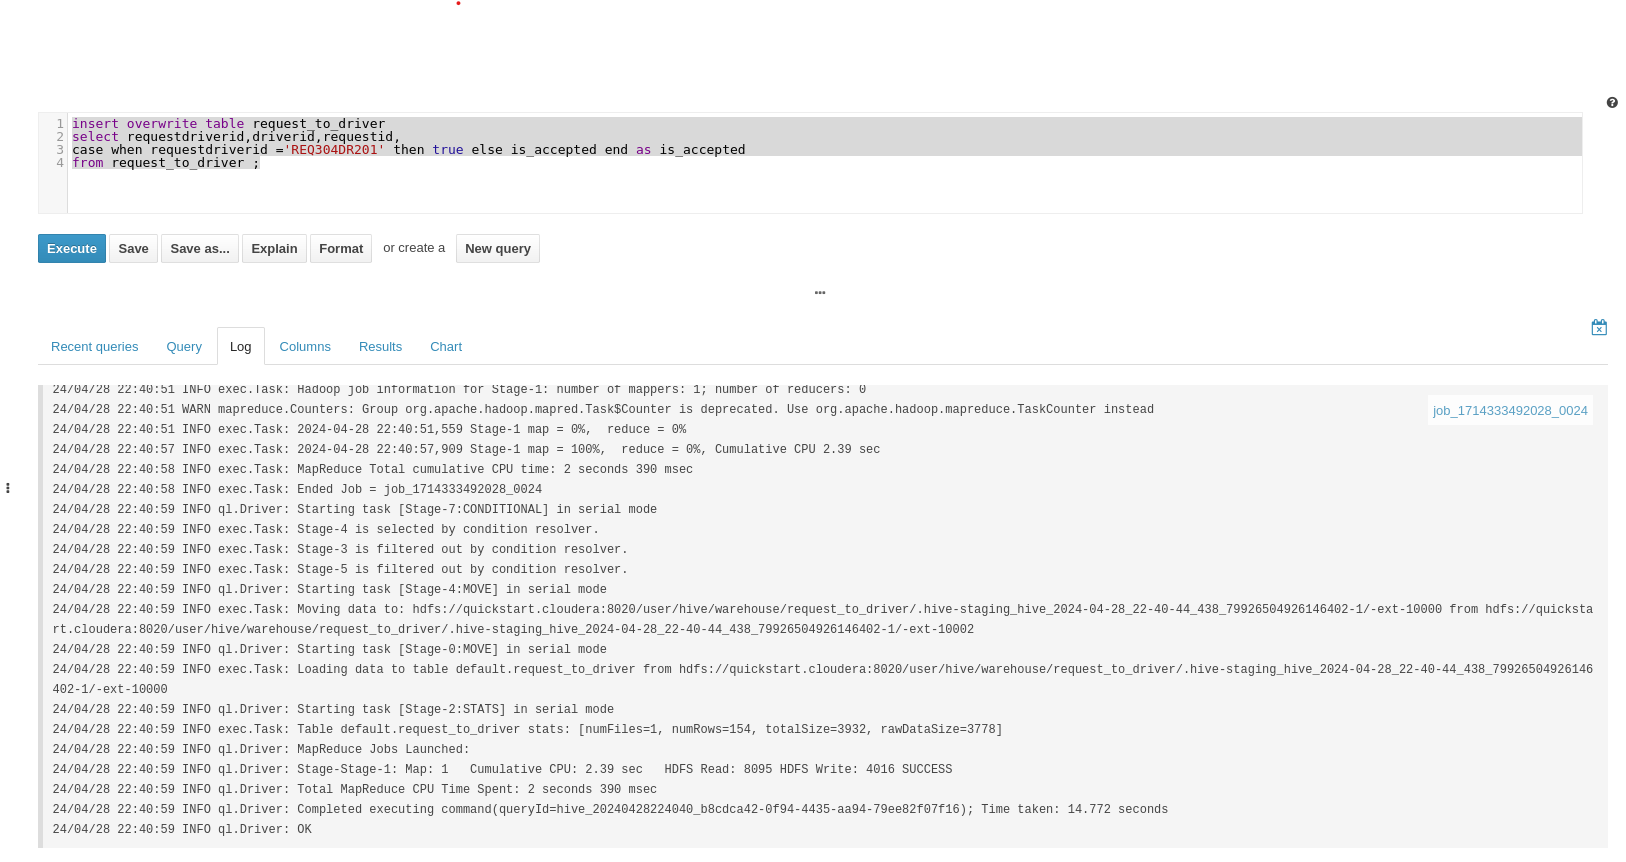 1 insert overwrite table request_to_driver
2 select requestdriverid,driverid,requestid,
3 case when requestdriverid ='REQ304DR201' then true else is_accepted end as is_accepted
4 from request_to_driver ;
Execute Save Save as... Explain Format or create a New query
Recent queries Query Log Columns Results Chart
24/04/28 22:40:51 INFO exec.Task: Hadoop job information for Stage-1: number of mappers: 1; number of reducers: 0
24/04/28 22:40:51 WARN mapreduce.Counters: Group org.apache.hadoop.mapred.Task$Counter is deprecated. Use org.apache.hadoop.mapreduce.TaskCounter instead
job_1714333492028_0024
24/04/28 22:40:51 INFO exec.Task: 2024-04-28 22:40:51,559 Stage-1 map = 0%,  reduce = 0%
24/04/28 22:40:57 INFO exec.Task: 2024-04-28 22:40:57,909 Stage-1 map = 100%,  reduce = 0%, Cumulative CPU 2.39 sec
24/04/28 22:40:58 INFO exec.Task: MapReduce Total cumulative CPU time: 2 seconds 390 msec
24/04/28 22:40:58 INFO exec.Task: Ended Job = job_1714333492028_0024
24/04/28 22:40:59 INFO ql.Driver: Starting task [Stage-7:CONDITIONAL] in serial mode
24/04/28 22:40:59 INFO exec.Task: Stage-4 is selected by condition resolver.
24/04/28 22:40:59 INFO exec.Task: Stage-3 is filtered out by condition resolver.
24/04/28 22:40:59 INFO exec.Task: Stage-5 is filtered out by condition resolver.
24/04/28 22:40:59 INFO ql.Driver: Starting task [Stage-4:MOVE] in serial mode
24/04/28 22:40:59 INFO exec.Task: Moving data to: hdfs://quickstart.cloudera:8020/user/hive/warehouse/request_to_driver/.hive-staging_hive_2024-04-28_22-40-44_438_79926504926146402-1/-ext-10000 from hdfs://quicksta
rt.cloudera:8020/user/hive/warehouse/request_to_driver/.hive-staging_hive_2024-04-28_22-40-44_438_79926504926146402-1/-ext-10002
24/04/28 22:40:59 INFO ql.Driver: Starting task [Stage-0:MOVE] in serial mode
24/04/28 22:40:59 INFO exec.Task: Loading data to table default.request_to_driver from hdfs://quickstart.cloudera:8020/user/hive/warehouse/request_to_driver/.hive-staging_hive_2024-04-28_22-40-44_438_79926504926146
402-1/-ext-10000
24/04/28 22:40:59 INFO ql.Driver: Starting task [Stage-2:STATS] in serial mode
24/04/28 22:40:59 INFO exec.Task: Table default.request_to_driver stats: [numFiles=1, numRows=154, totalSize=3932, rawDataSize=3778]
24/04/28 22:40:59 INFO ql.Driver: MapReduce Jobs Launched:
24/04/28 22:40:59 INFO ql.Driver: Stage-Stage-1: Map: 1   Cumulative CPU: 2.39 sec   HDFS Read: 8095 HDFS Write: 4016 SUCCESS
24/04/28 22:40:59 INFO ql.Driver: Total MapReduce CPU Time Spent: 2 seconds 390 msec
24/04/28 22:40:59 INFO ql.Driver: Completed executing command(queryId=hive_20240428224040_b8cdca42-0f94-4435-aa94-79ee82f07f16); Time taken: 14.772 seconds
24/04/28 22:40:59 INFO ql.Driver: OK